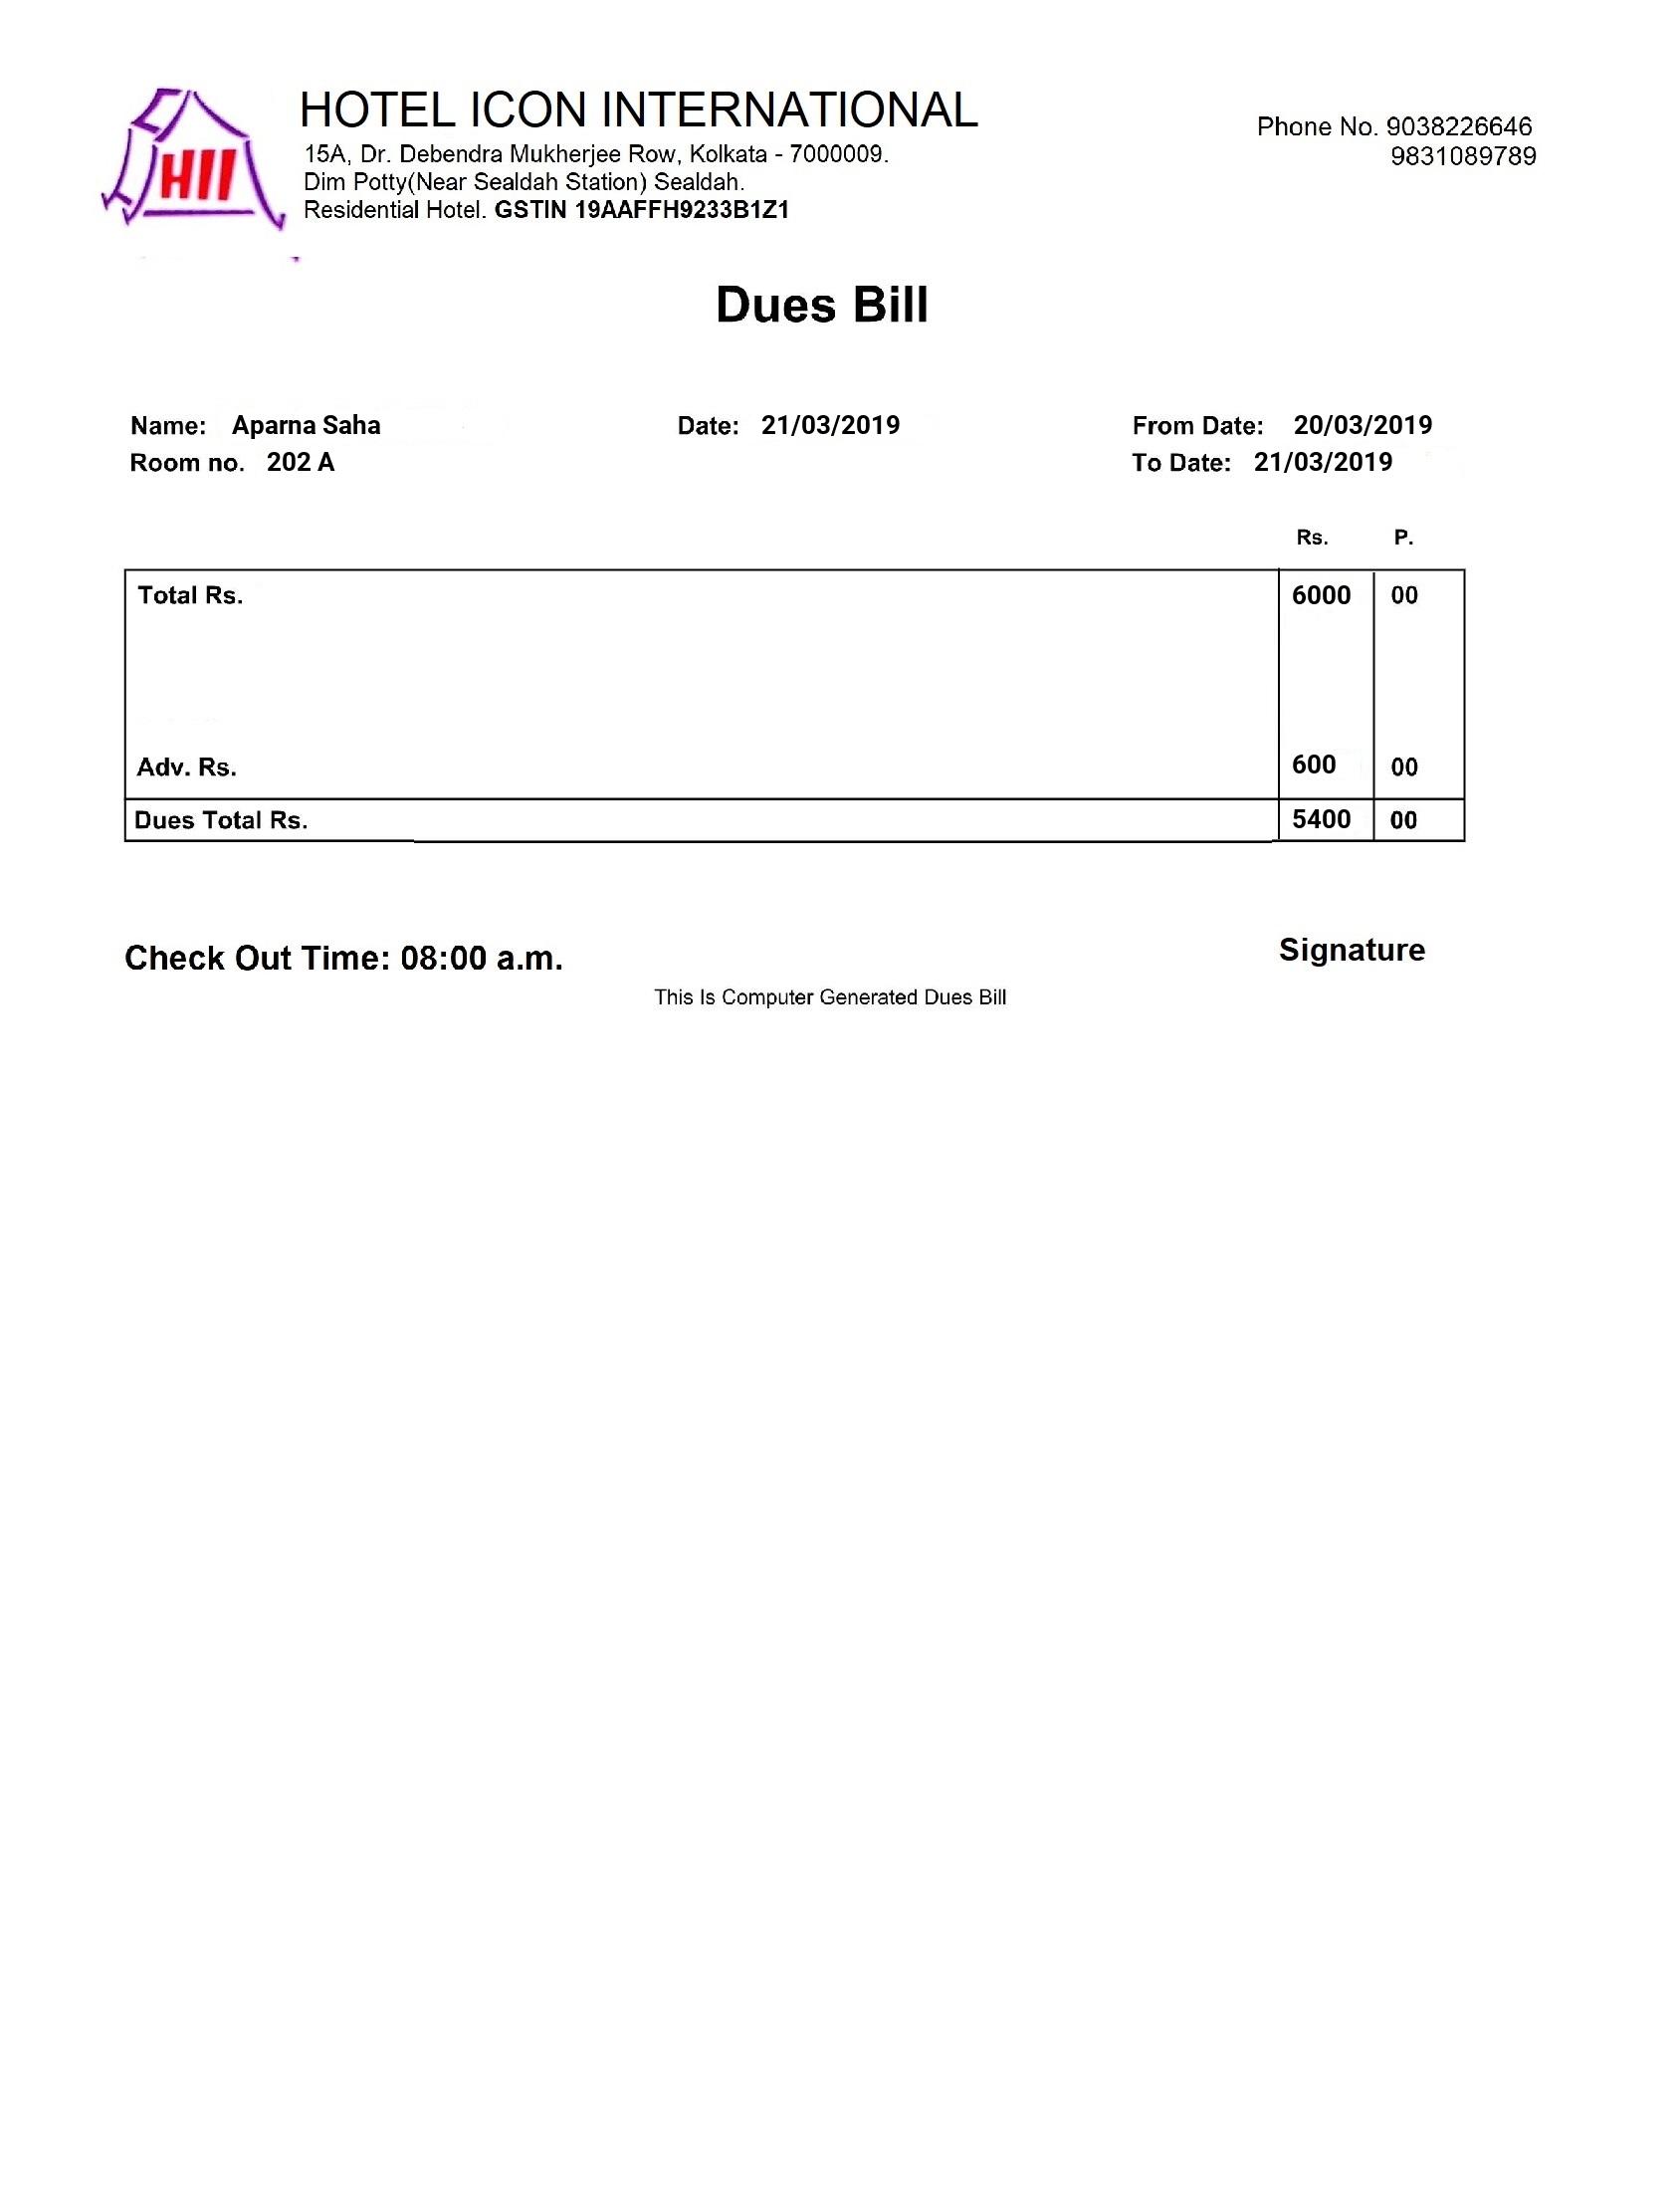 HII
HOTEL ICON INTERNATIONAL
15A, Dr. Debendra Mukherjee Row, Kolkata - 7000009.
Dim Potty(Near Sealdah Station) Sealdah.
Residential Hotel. GSTIN 19AAFFH9233B1Z1
Phone No. 9038226646
9831089789
Dues Bill
Name: Aparna Saha Date: 21/03/2019 From Date: 20/03/2019
Room no. 202 A To Date: 21/03/2019
Rs. P.
Total Rs. 6000 00
Adv. Rs. 600 00
Dues Total Rs. 5400 00
Check Out Time: 08:00 a.m. Signature
This Is Computer Generated Dues Bill